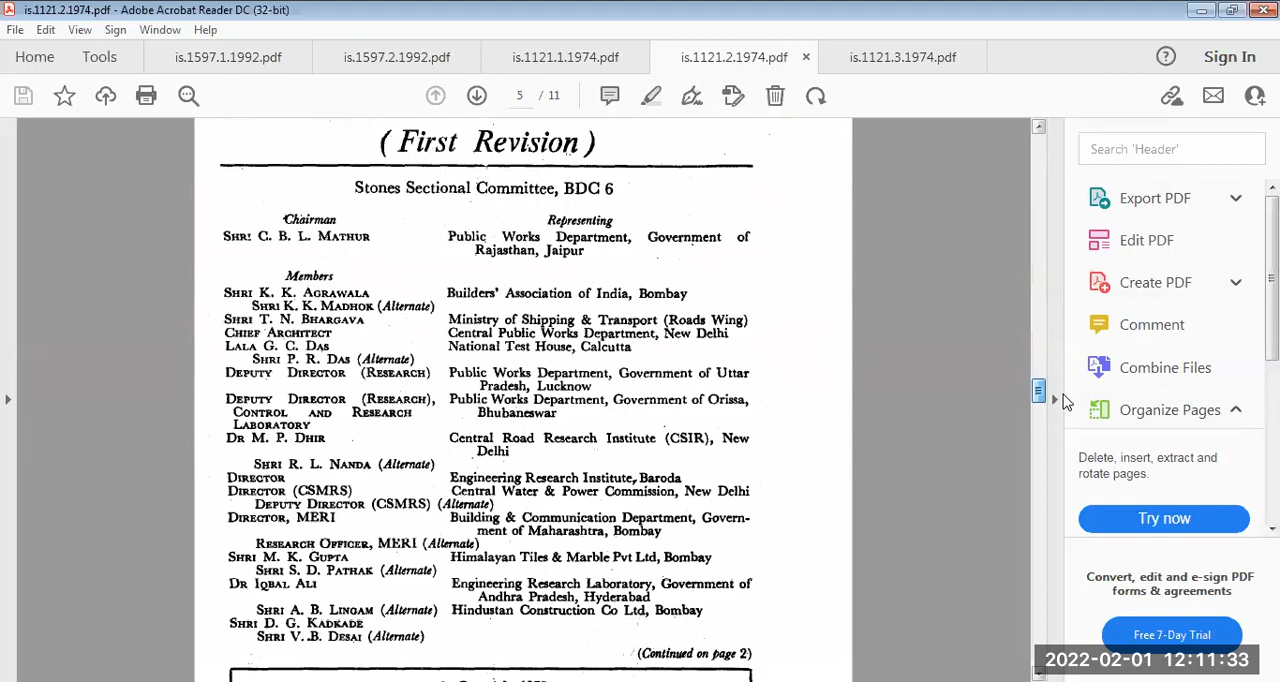 is.1121.2.1974.pdf - Adobe Acrobat Reader DC (32-bit)
File Edit View Sign Window Help
Home Tools is.1597.1.1992.pdf is.1597.2.1992.pdf is.1121.1.1974.pdf is.1121.2.1974.pdf × is.1121.3.1974.pdf Sign In
5 / 11
( First Revision )
Stones Sectional Committee, BDC 6
Chairman Representing
SHRI C. B. L. MATHUR Public Works Department, Government of
Rajasthan, Jaipur
Members
SHRI K. K. AGRAWALA Builders' Association of India, Bombay
SHRI K. K. MADHOK (Alternate)
SHRI T. N. BHARGAVA Ministry of Shipping & Transport (Roads Wing)
CHIEF ARCHITECT Central Public Works Department, New Delhi
LALA G. C. DAS National Test House, Calcutta
SHRI P. R. DAS (Alternate)
DEPUTY DIRECTOR (RESEARCH) Public Works Department, Government of Uttar
Pradesh, Lucknow
DEPUTY DIRECTOR (RESEARCH), Public Works Department, Government of Orissa,
CONTROL AND RESEARCH Bhubaneswar
LABORATORY
DR M. P. DHIR Central Road Research Institute (CSIR), New
Delhi
SHRI R. L. NANDA (Alternate)
DIRECTOR Engineering Research Institute, Baroda
DIRECTOR (CSMRS) Central Water & Power Commission, New Delhi
DEPUTY DIRECTOR (CSMRS) (Alternate)
DIRECTOR, MERI Building & Communication Department, Govern-
ment of Maharashtra, Bombay
RESEARCH OFFICER, MERI (Alternate)
SHRI M. K. GUPTA Himalayan Tiles & Marble Pvt Ltd, Bombay
SHRI S. D. PATHAK (Alternate)
DR IQBAL ALI Engineering Research Laboratory, Government of
Andhra Pradesh, Hyderabad
SHRI A. B. LINGAM (Alternate) Hindustan Construction Co Ltd, Bombay
SHRI D. G. KADKADE
SHRI V. B. DESAI (Alternate)
(Continued on page 2)
Search 'Header'
Export PDF
Edit PDF
Create PDF
Comment
Combine Files
Organize Pages
Delete, insert, extract and
rotate pages.
Try now
Convert, edit and e-sign PDF
forms & agreements
Free 7-Day Trial
2022-02-01 12:11:33